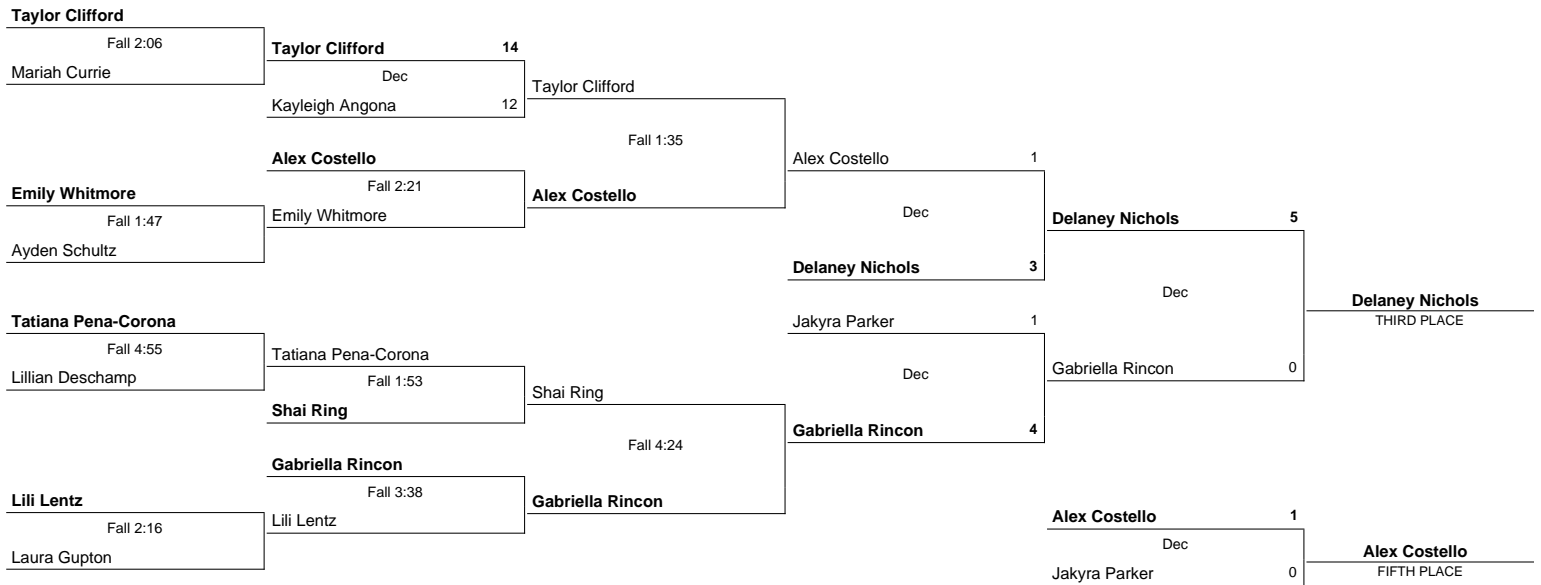 Taylor Clifford
Fall 2:06
Mariah Currie
Taylor Clifford 14
Dec
Kayleigh Angona 12
Taylor Clifford
Fall 1:35
Alex Costello
Fall 2:21
Emily Whitmore
Alex Costello
Emily Whitmore
Fall 1:47
Ayden Schultz
Alex Costello 1
Dec
Delaney Nichols 3
Delaney Nichols 5
Dec
Gabriella Rincon 0
Delaney Nichols
THIRD PLACE
Tatiana Pena-Corona
Fall 4:55
Lillian Deschamp
Tatiana Pena-Corona
Fall 1:53
Shai Ring
Shai Ring
Fall 4:24
Gabriella Rincon
Jakyra Parker 1
Dec
Gabriella Rincon 4
Gabriella Rincon
Fall 3:38
Lili Lentz
Lili Lentz
Fall 2:16
Laura Gupton
Alex Costello 1
Dec
Jakyra Parker 0
Alex Costello
FIFTH PLACE